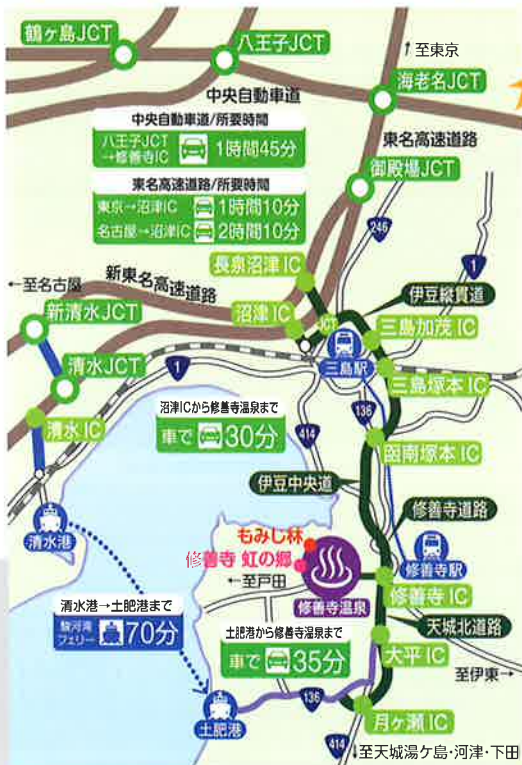 鶴ヶ島JCT
八王子JCT
↑至東京
海老名JCT
中央自動車道
中央自動車道/所要時間
八王子JCT
→修善寺IC
1時間45分
東名高速道路
東名高速道路/所要時間
東京→沼津IC 1時間10分
名古屋→沼津IC 2時間10分
御殿場JCT
246
1
長泉沼津IC
←至名古屋
新東名高速道路
伊豆縦貫道
新清水JCT
沼津IC
JCT
三島加茂IC
清水JCT
1
三島駅
三島塚本IC
沼津ICから修善寺温泉まで
車で 30分
136
清水IC
414
函南塚本IC
伊豆中央道
修善寺道路
清水港
もみじ林
修善寺 虹の郷
修善寺駅
←至戸田
修善寺温泉
修善寺IC
清水港→土肥港まで
駿河湾
フェリー
70分
天城北道路
土肥港から修善寺温泉まで
車で 35分
大平IC
至伊東→
136
土肥港
月ヶ瀬IC
414
↓至天城湯ケ島・河津・下田